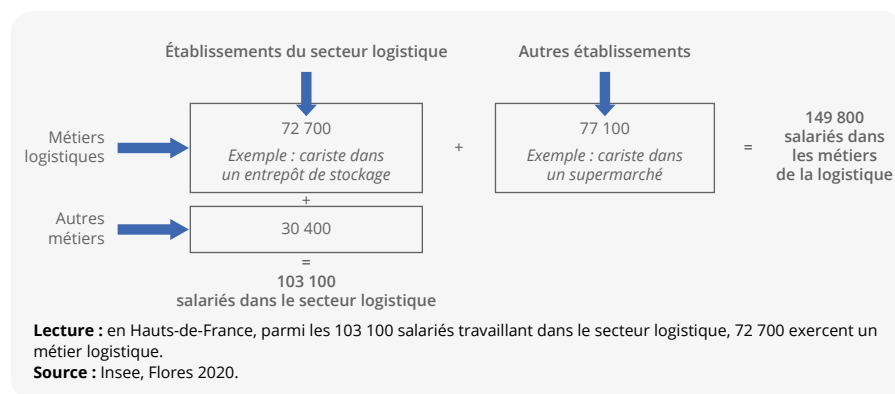 Établissements du secteur logistique
Autres établissements
Métiers
logistiques
72 700
Exemple : cariste dans
un entrepôt de stockage
+
77 100
Exemple : cariste dans
un supermarché
=
149 800
salariés dans
les métiers
de la logistique
+
Autres
métiers
30 400
=
103 100
salariés dans le secteur logistique
Lecture : en Hauts-de-France, parmi les 103 100 salariés travaillant dans le secteur logistique, 72 700 exercent un
métier logistique.
Source : Insee, Flores 2020.